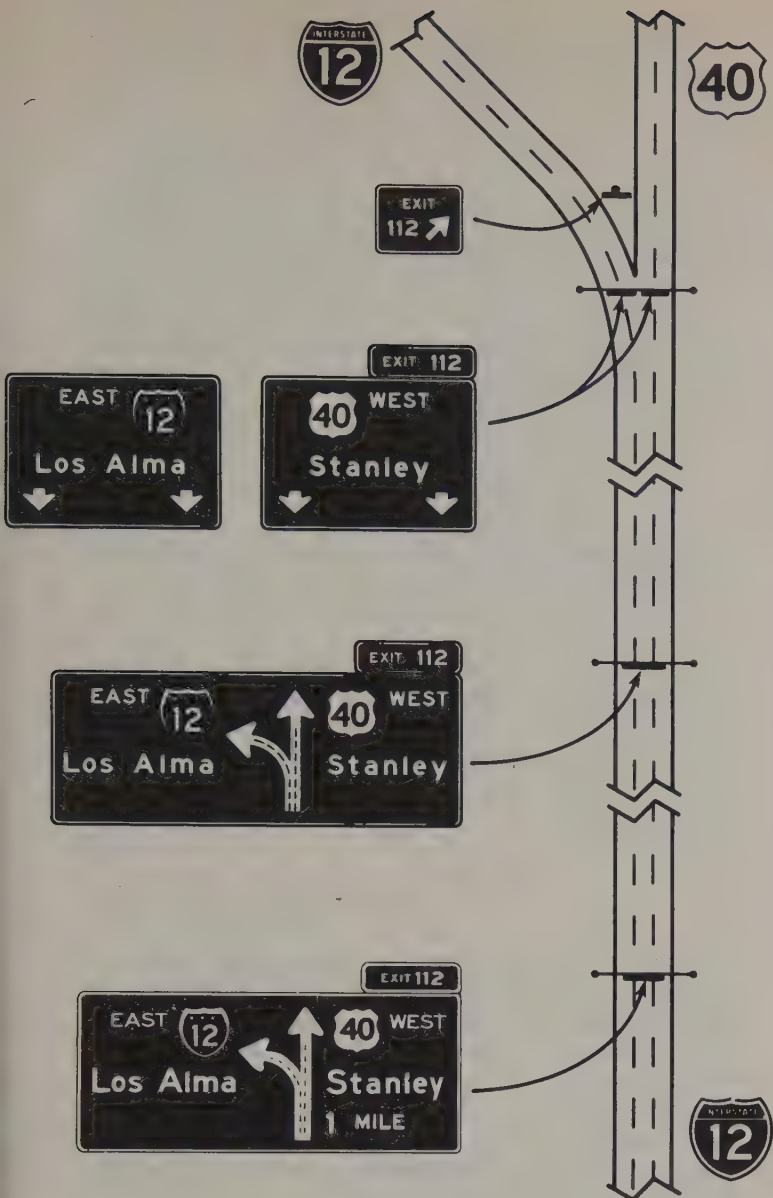 INTERSTATE
12
40
EXIT
112
EXIT 112
EAST 12
Los Alma
40 WEST
Stanley
EXIT 112
EAST 12
40 WEST
Los Alma
Stanley
EXIT 112
EAST 12
40 WEST
Los Alma
Stanley
1 MILE
INTERSTATE
12